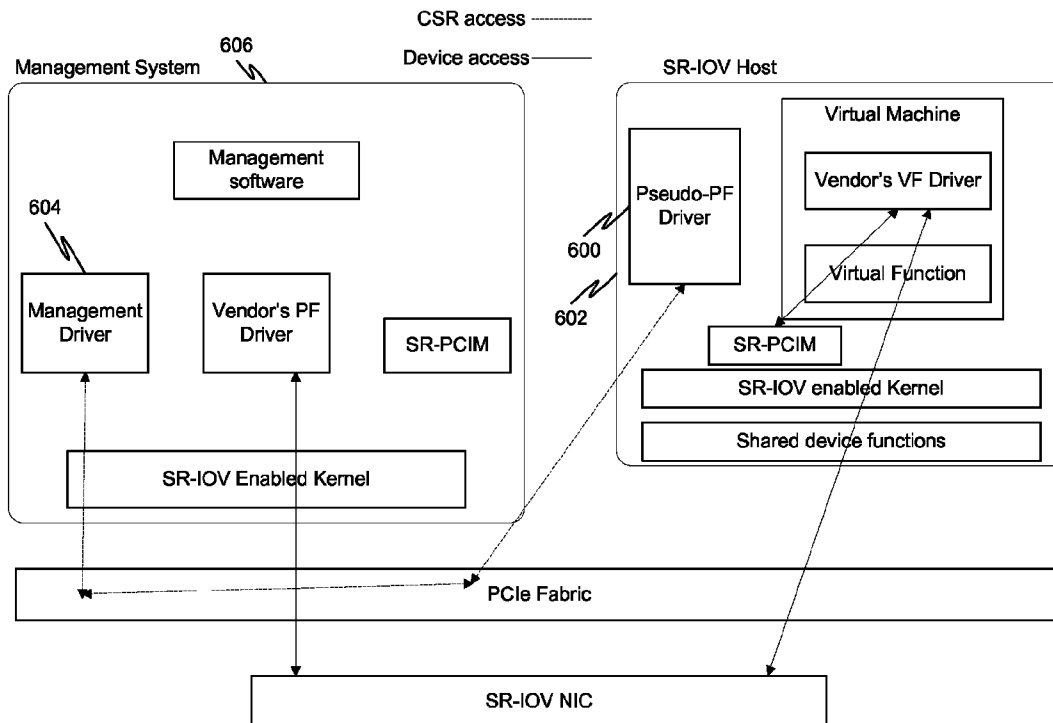 CSR access
Device access
606
Management System
Management
software
604
Management
Driver
Vendor's PF
Driver
SR-PCIM
SR-IOV Enabled Kernel
SR-IOV Host
Virtual Machine
Vendor's VF Driver
Pseudo-PF
Driver
600
602
Virtual Function
SR-PCIM
SR-IOV enabled Kernel
Shared device functions
PCIe Fabric
SR-IOV NIC